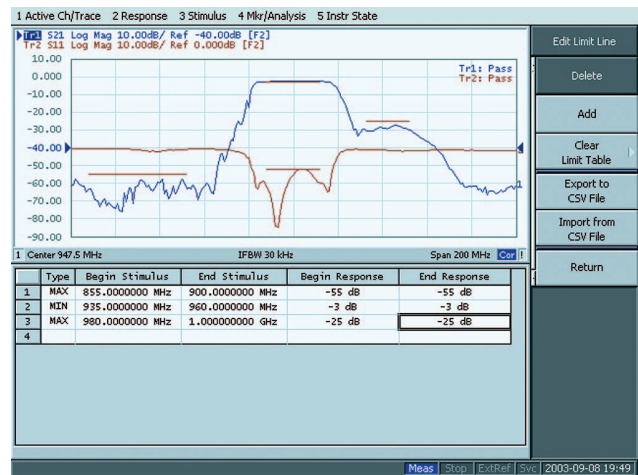 1 Active Ch/Trace 2 Response 3 Stimulus 4 Mkr/Analysis 5 Instr State
Tr1 S21 Log Mag 10.00dB/ Ref -40.00dB [F2]
Tr2 S11 Log Mag 10.00dB/ Ref 0.000dB [F2]
10.00
0.000
-10.00
-20.00
-30.00
-40.00
-50.00
-60.00
-70.00
-80.00
-90.00
Tr1: Pass
Tr2: Pass
1
1 Center 947.5 MHz IFBW 30 kHz Span 200 MHz Cor !
Type Begin Stimulus End Stimulus Begin Response End Response
1 MAX 855.0000000 MHz 900.0000000 MHz -55 dB -55 dB
2 MIN 935.0000000 MHz 960.0000000 MHz -3 dB -3 dB
3 MAX 980.0000000 MHz 1.000000000 GHz -25 dB -25 dB
4
Edit Limit Line
Delete
Add
Clear
Limit Table
Export to
CSV File
Import from
CSV File
Return
Meas Stop ExtRef Svc 2003-09-08 19:49